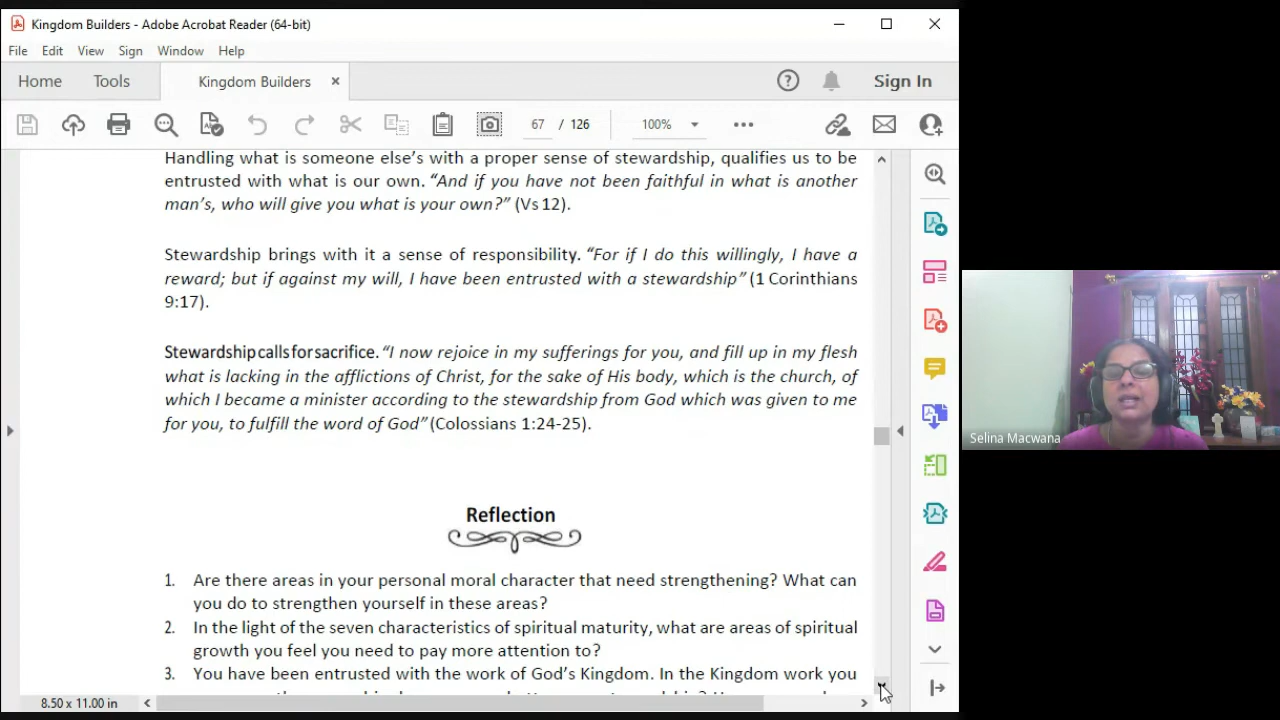 Kingdom Builders - Adobe Acrobat Reader (64-bit)
File Edit View Sign Window Help
Home Tools Kingdom Builders × Sign In
67 / 126 100%
Handling what is someone else's with a proper sense of stewardship, qualifies us to be
entrusted with what is our own. "And if you have not been faithful in what is another
man's, who will give you what is your own?" (Vs 12).
Stewardship brings with it a sense of responsibility. "For if I do this willingly, I have a
reward; but if against my will, I have been entrusted with a stewardship" (1 Corinthians
9:17).
Stewardship calls for sacrifice. "I now rejoice in my sufferings for you, and fill up in my flesh
what is lacking in the afflictions of Christ, for the sake of His body, which is the church, of
which I became a minister according to the stewardship from God which was given to me
for you, to fulfill the word of God" (Colossians 1:24-25).
Reflection
1. Are there areas in your personal moral character that need strengthening? What can
you do to strengthen yourself in these areas?
2. In the light of the seven characteristics of spiritual maturity, what are areas of spiritual
growth you feel you need to pay more attention to?
3. You have been entrusted with the work of God's Kingdom. In the Kingdom work you
8.50 x 11.00 in
Selina Macwana